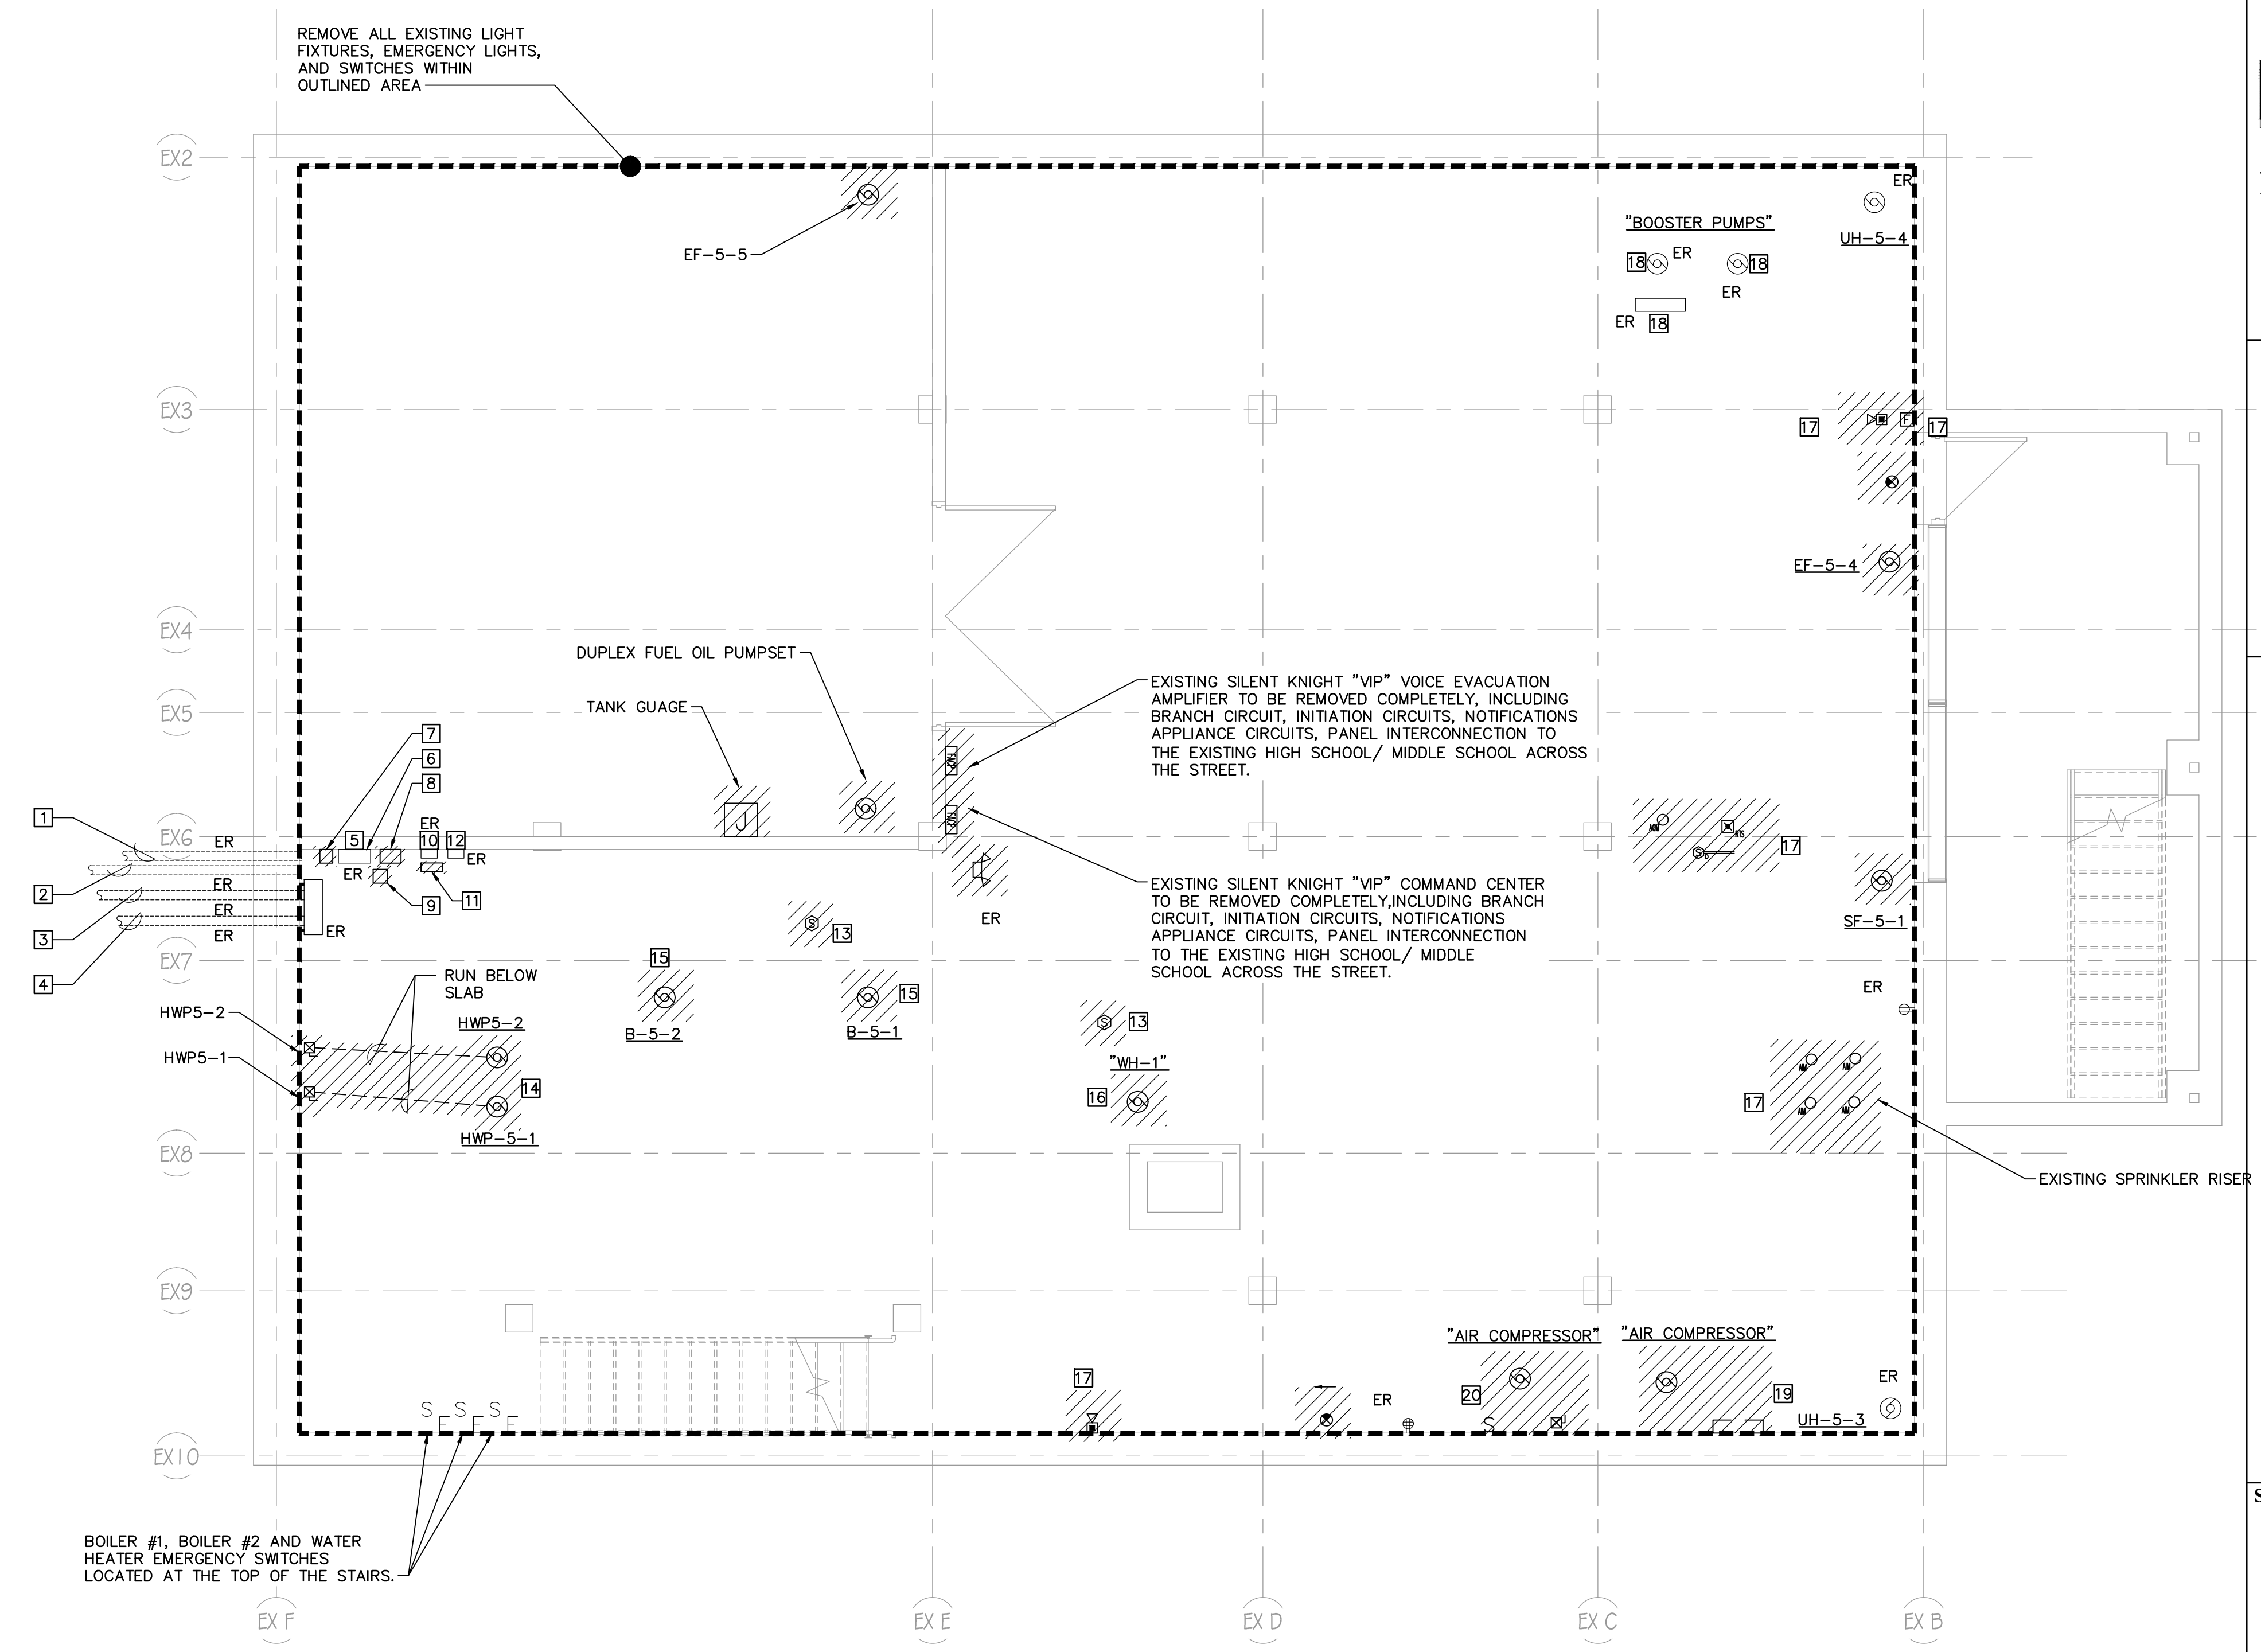 REMOVE ALL EXISTING LIGHT
FIXTURES, EMERGENCY LIGHTS,
AND SWITCHES WITHIN
OUTLINED AREA
EX2
ER
"BOOSTER PUMPS"
UH-5-4
EF-5-5
18
ER
18
ER
ER
18
EX3
17
F
17
EF-5-4
EX4
DUPLEX FUEL OIL PUMPSET
EXISTING SILENT KNIGHT "VIP" VOICE EVACUATION
AMPLIFIER TO BE REMOVED COMPLETELY, INCLUDING
BRANCH CIRCUIT, INITIATION CIRCUITS, NOTIFICATIONS
APPLIANCE CIRCUITS, PANEL INTERCONNECTION TO
THE EXISTING HIGH SCHOOL/ MIDDLE SCHOOL ACROSS
THE STREET.
TANK GUAGE
EX5
7
6
8
J
1
EX6
ER
5
ER
10
12
ER
17
RTS
S
D
ER
2
ER
9
11
3
ER
ER
ER
4
S
13
ER
EXISTING SILENT KNIGHT "VIP" COMMAND CENTER
TO BE REMOVED COMPLETELY,INCLUDING BRANCH
CIRCUIT, INITIATION CIRCUITS, NOTIFICATIONS
APPLIANCE CIRCUITS, PANEL INTERCONNECTION
TO THE EXISTING HIGH SCHOOL/ MIDDLE
SCHOOL ACROSS THE STREET.
SF-5-1
EX7
RUN BELOW
SLAB
15
15
ER
HWP5-2
HWP5-2
B-5-2
B-5-1
S
13
HWP5-1
"WH-1"
14
16
17
AIM
AIM
AIM
AIM
HWP-5-1
EX8
EXISTING SPRINKLER RISER
EX9
"AIR COMPRESSOR"
"AIR COMPRESSOR"
17
ER
20
19
ER
S
UH-5-3
S
E
S
E
S
E
EX10
BOILER #1, BOILER #2 AND WATER
HEATER EMERGENCY SWITCHES
LOCATED AT THE TOP OF THE STAIRS.
EX F
EX E
EX D
EX C
EX B
S